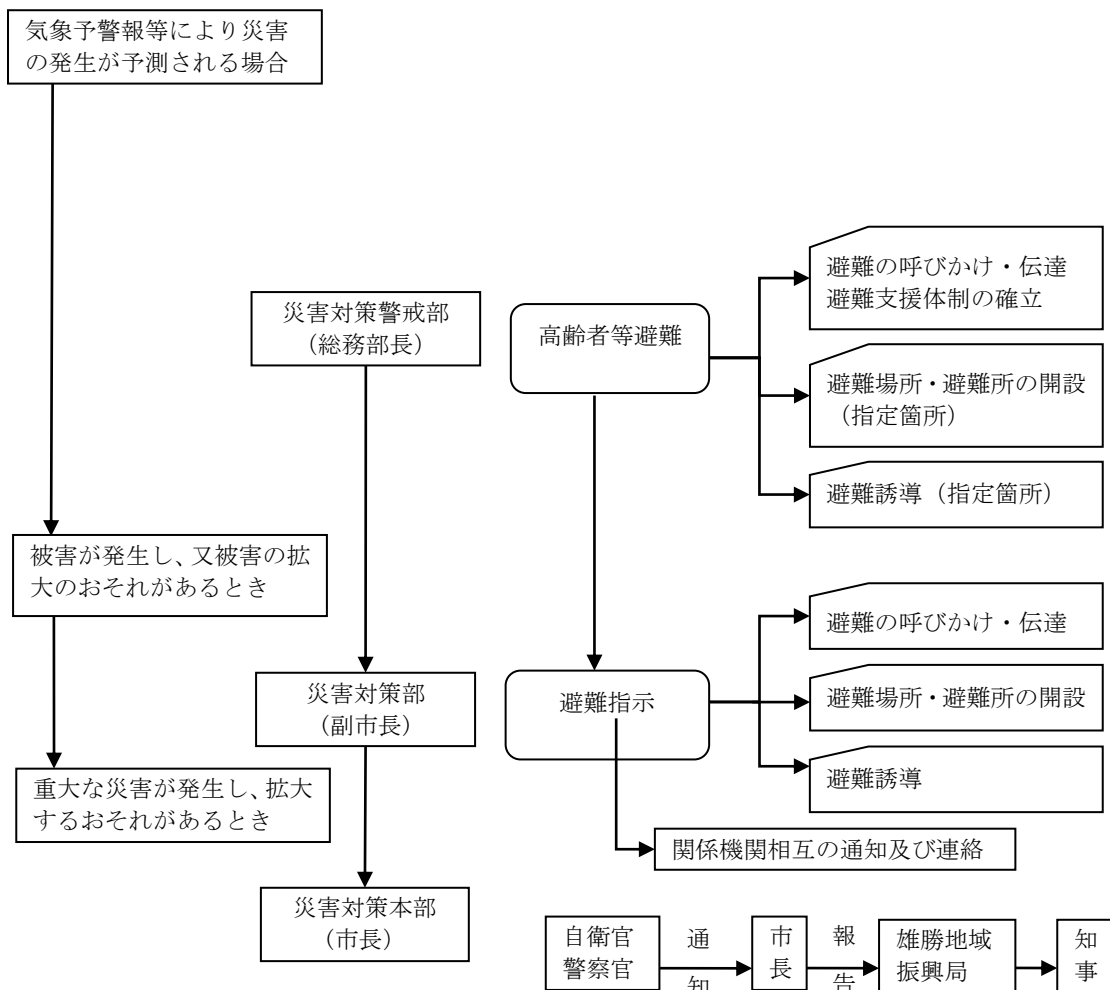 気象予警報等により災害
の発生が予測される場合
災害対策警戒部
(総務部長)
高齢者等避難
避難の呼びかけ・伝達
避難支援体制の確立
避難場所・避難所の開設
(指定箇所)
避難誘導(指定箇所)
被害が発生し、又被害の拡
大のおそれがあるとき
避難の呼びかけ・伝達
災害対策部
(副市長)
避難指示
避難場所・避難所の開設
避難誘導
重大な災害が発生し、拡大
するおそれがあるとき
関係機関相互の通知及び連絡
災害対策本部
(市長)
自衛官
警察官
通
知
市
長
報
告
雄勝地域
振興局
知
事